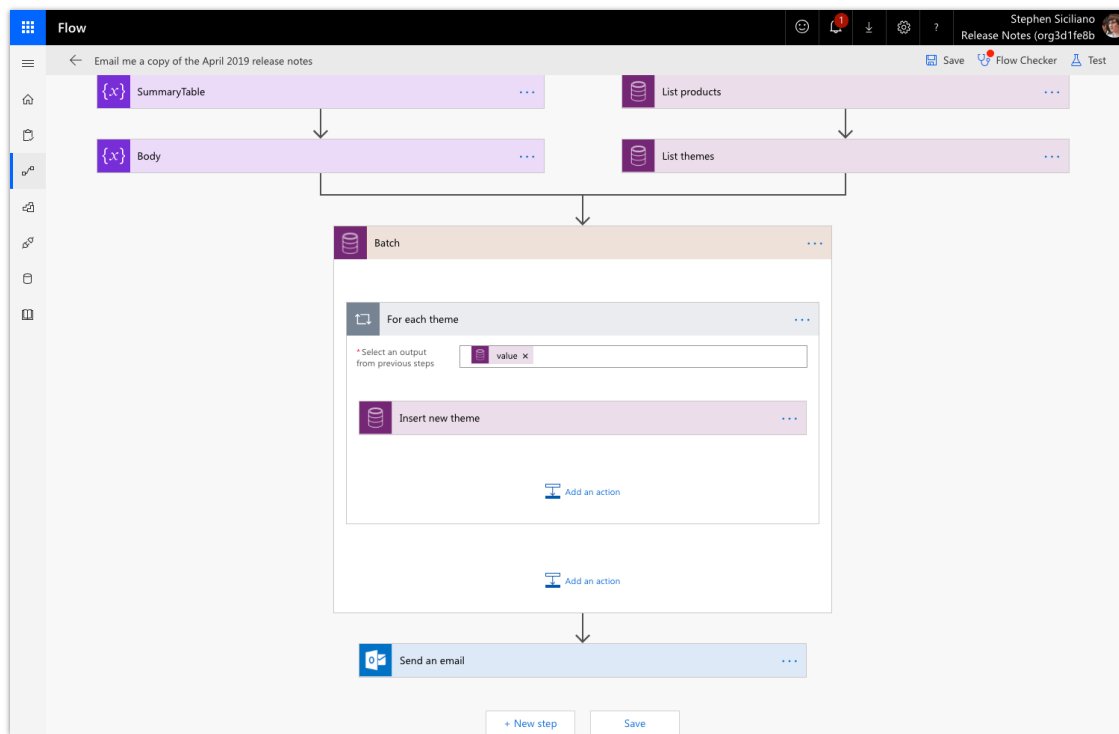 Flow
1
?
Stephen Siciliano
Release Notes (org3d1fe8b
Email me a copy of the April 2019 release notes
Save
Flow Checker
Test
{x} SummaryTable ...
List products ...
{x} Body ...
List themes ...
Batch ...
For each theme ...
*Select an output
from previous steps
value ×
Insert new theme ...
Add an action
Add an action
Send an email ...
+ New step
Save